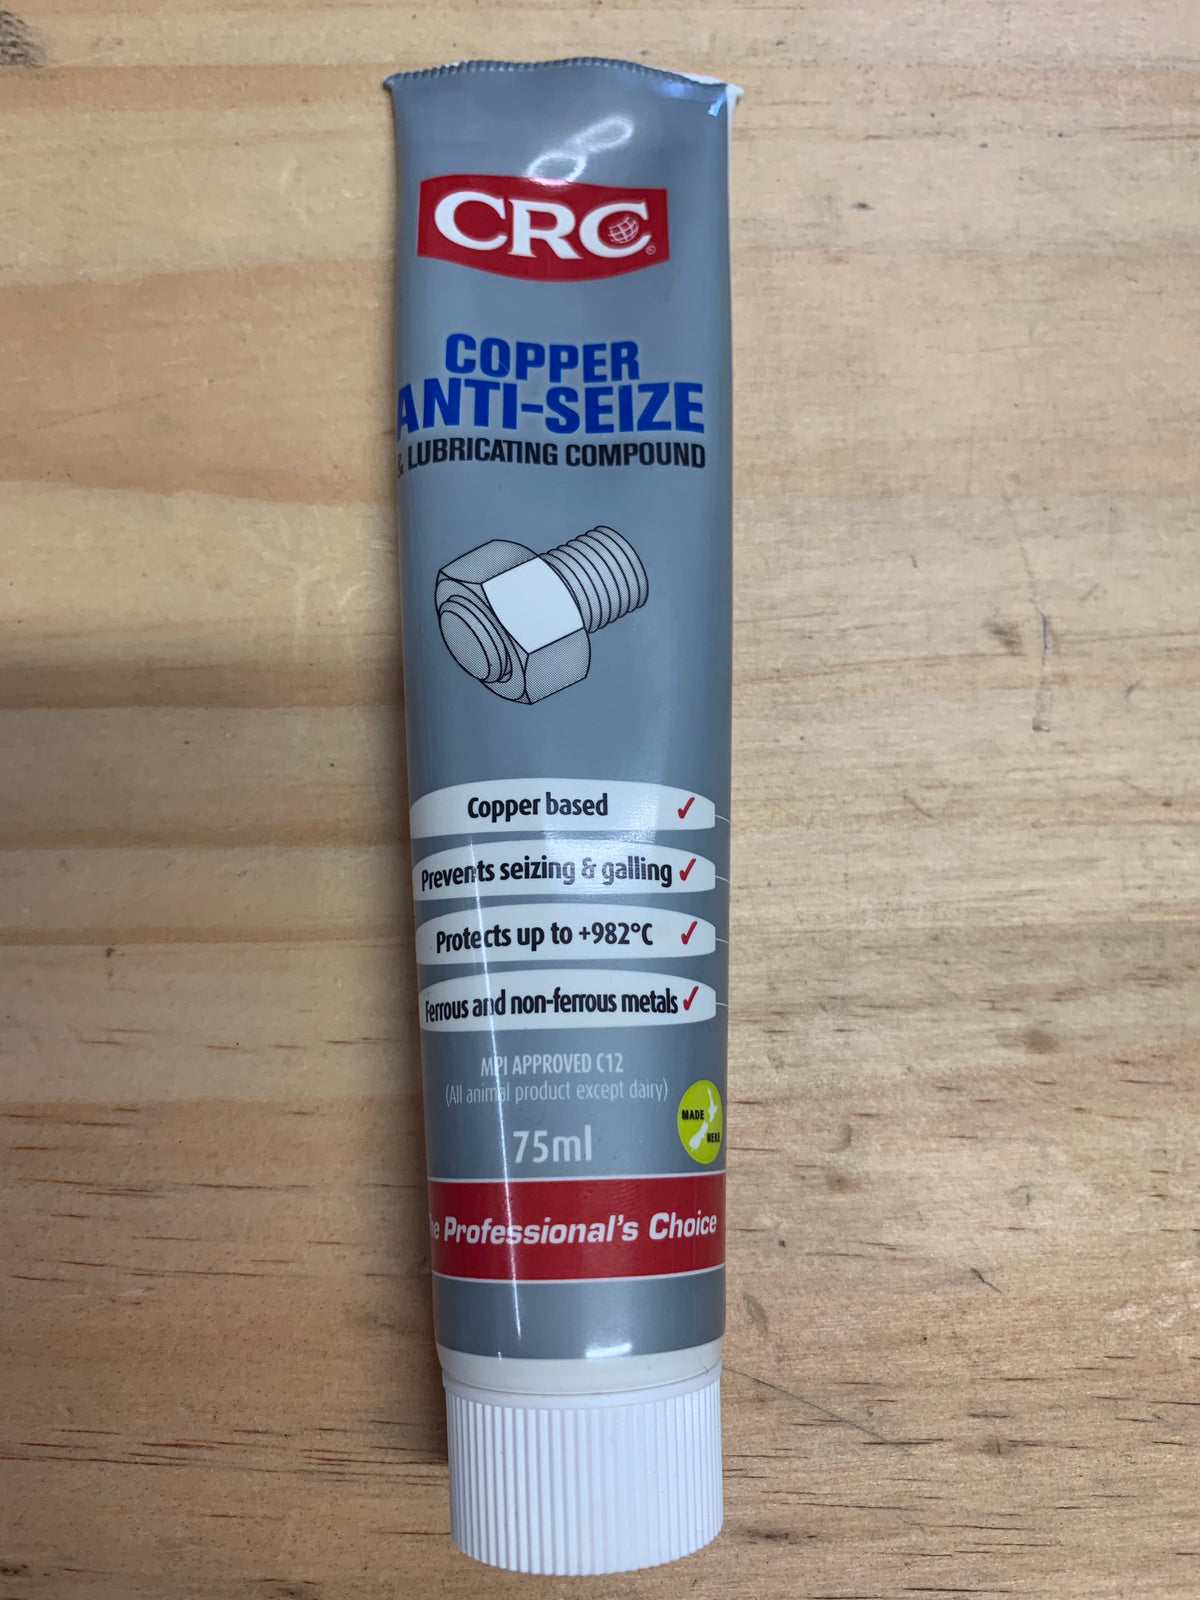 CRC
COPPER
ANTI-SEIZE
& LUBRICATING COMPOUND
Copper based
Prevents seizing & galling
Protects up to +982°C
Ferrous and non-ferrous metals
MPI APPROVED C12
(All animal product except dairy)
MADE
HERE
75ml
he Professional's Choice